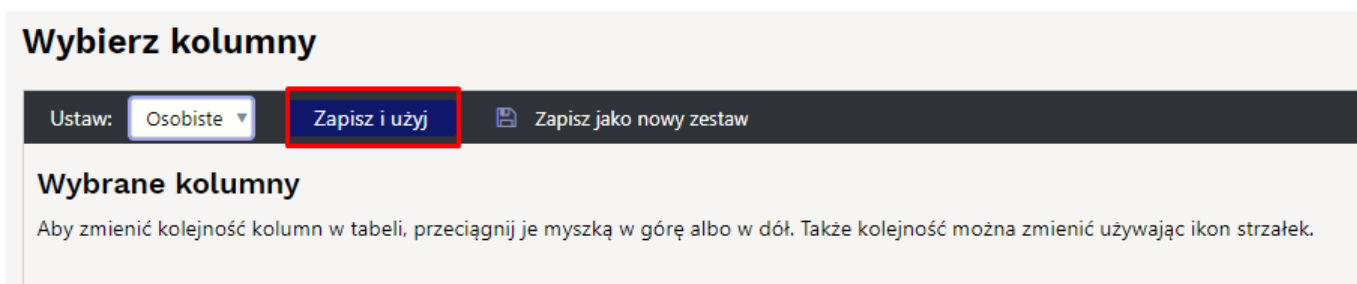 Wybierz kolumny
Ustaw: Osobiste Zapisz i użyj Zapisz jako nowy zestaw
Wybrane kolumny
Aby zmienić kolejność kolumn w tabeli, przeciągnij je myszką w górę albo w dół. Także kolejność można zmienić używając ikon strzałek.